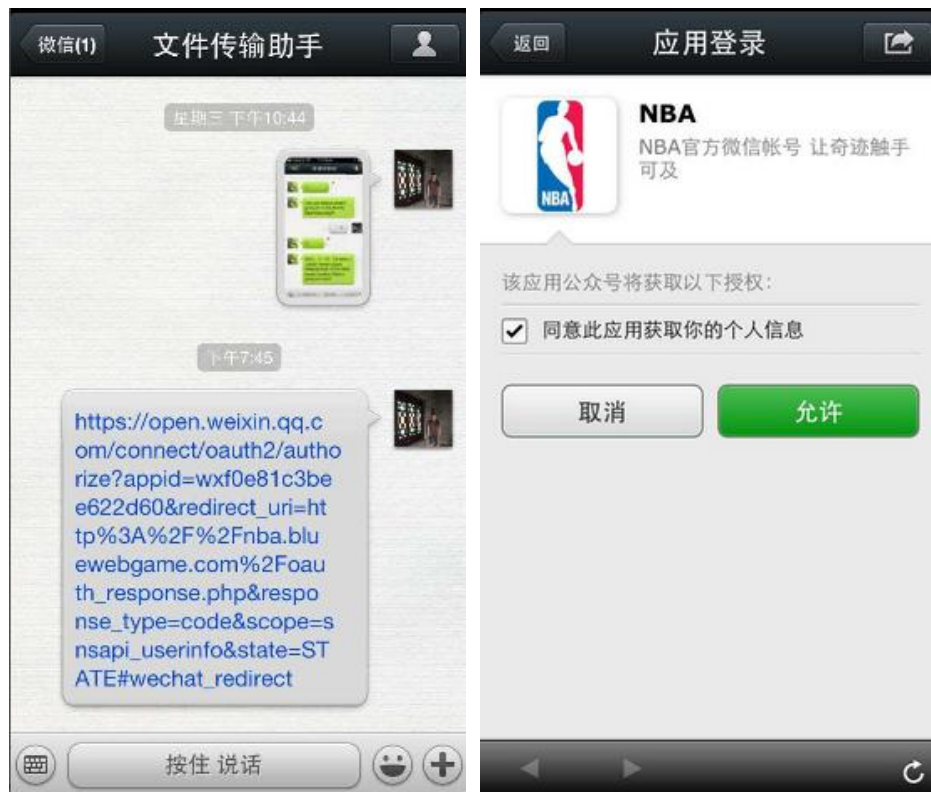 微信(1)
文件传输助手
星期三 下午10:44
下午7:45
https://open.weixin.qq.c
om/connect/oauth2/autho
rize?appid=wxf0e81c3be
e622d60&redirect_uri=ht
tp%3A%2F%2Fnba.blu
ewebgame.com%2Foau
th_response.php&respo
nse_type=code&scope=s
nsapi_userinfo&state=ST
ATE#wechat_redirect
按住 说话
返回
应用登录
NBA
NBA
NBA官方微信帐号 让奇迹触手
可及
该应用公众号将获取以下授权:
同意此应用获取你的个人信息
取消
允许